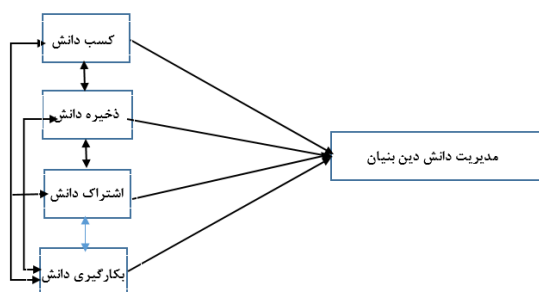 کسب دانش
ذخیره دانش
مدیریت دانش دین بنیان
اشتراک دانش
بکارگیری دانش